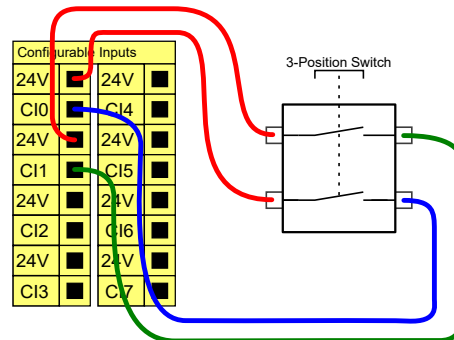 Configurable Inputs
3-Position Switch
24V 24V
CI0 CI4
24V 24V
CI1 CI5
24V 24V
CI2 CI6
24V 24V
CI3 CI7